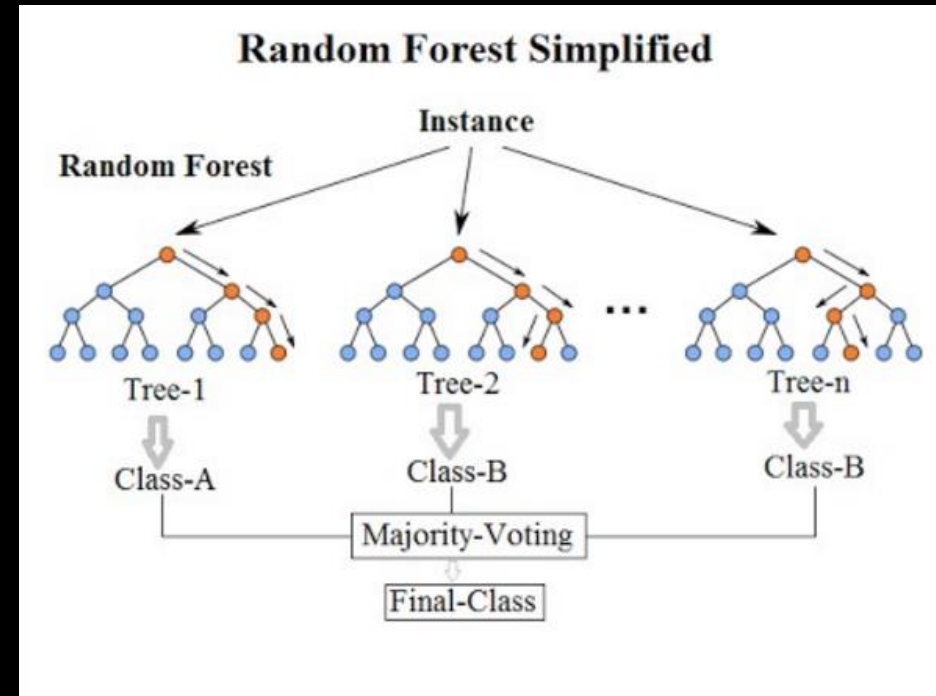 Random Forest Simplified
Instance
Random Forest
...
Tree-1
Tree-2
Tree-n
Class-A
Class-B
Class-B
Majority-Voting
Final-Class